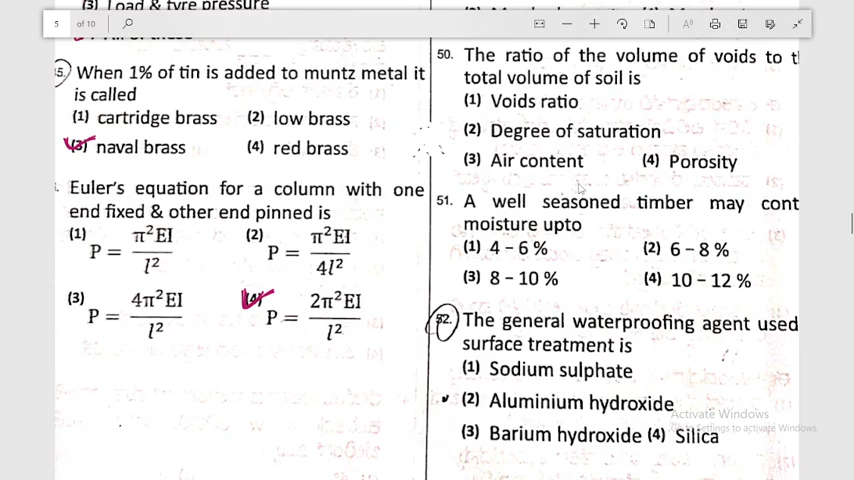 (3) Load & tyre pressure
5 of 10
45. When 1% of tin is added to muntz metal it
is called
(1) cartridge brass (2) low brass
(3) naval brass (4) red brass
Euler's equation for a column with one
end fixed & other end pinned is
(1) P = π²EI / l² (2) P = π²EI / 4l²
(3) P = 4π²EI / l² (4) P = 2π²EI / l²
50. The ratio of the volume of voids to t
total volume of soil is
(1) Voids ratio
(2) Degree of saturation
(3) Air content (4) Porosity
51. A well seasoned timber may cont
moisture upto
(1) 4 – 6 % (2) 6 – 8 %
(3) 8 – 10 % (4) 10 – 12 %
52. The general waterproofing agent used
surface treatment is
(1) Sodium sulphate
(2) Aluminium hydroxide
(3) Barium hydroxide (4) Silica
Activate Windows
Go to Settings to activate Windows.